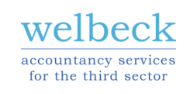 welbeck
accountancy services
for the third sector